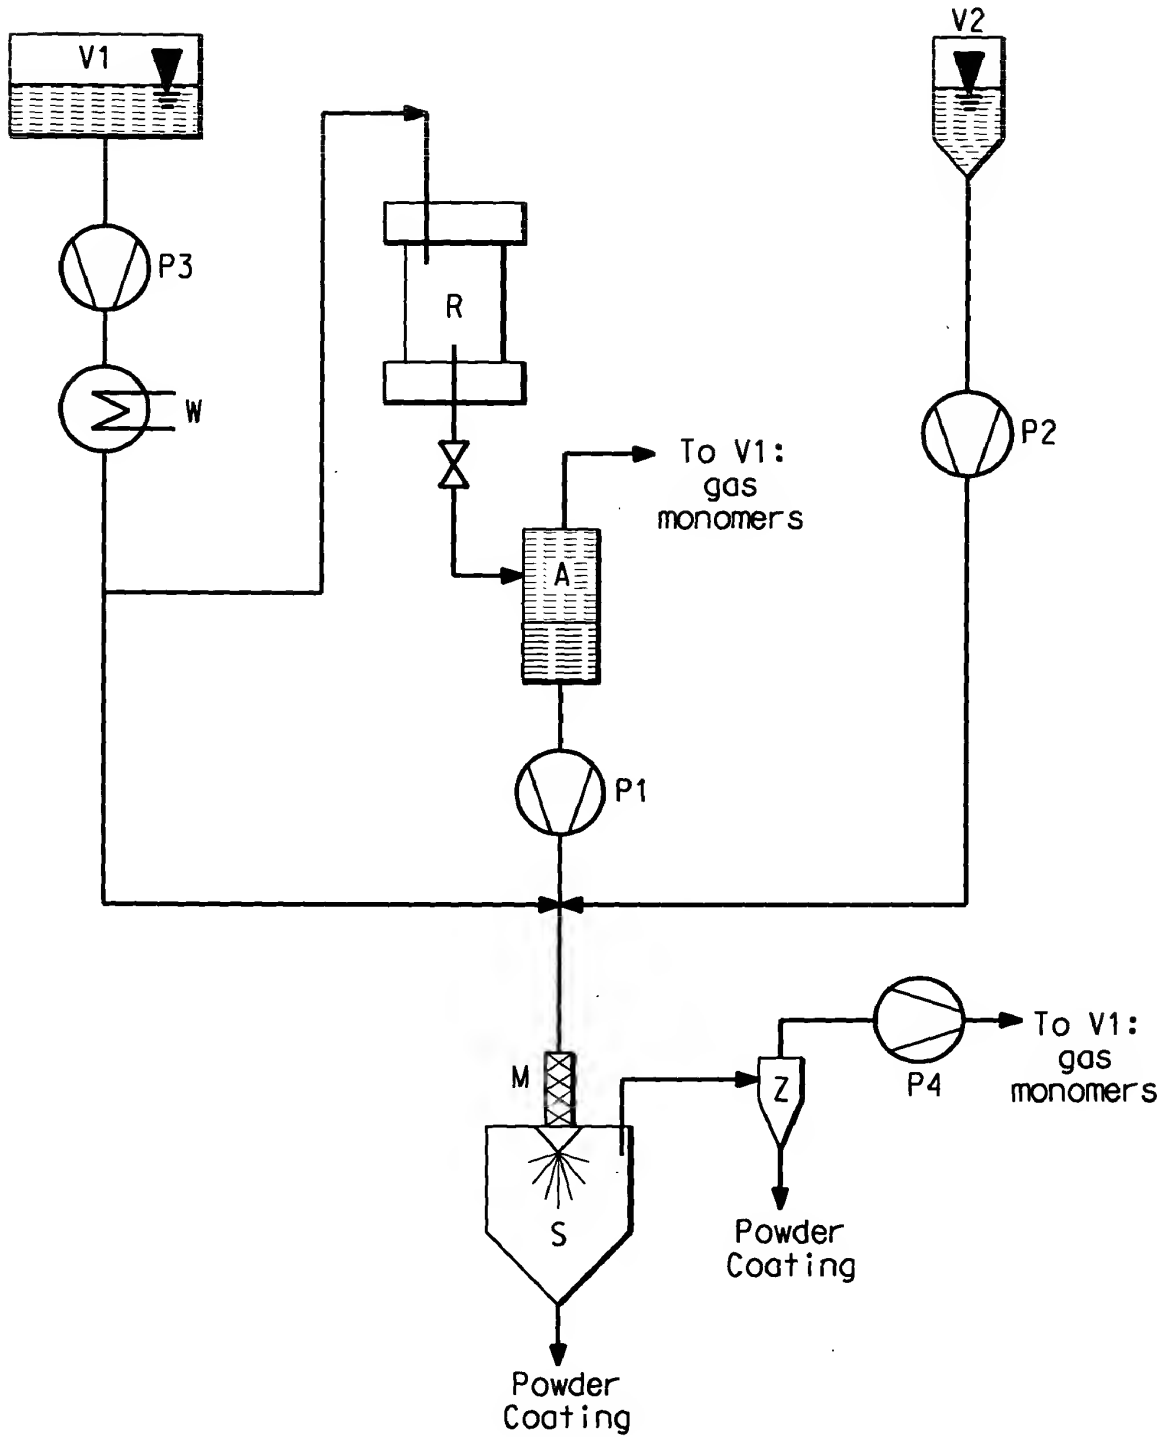 V2
V1
P3
R
W
P2
To V1:
gas
monomers
A
P1
To V1:
gas
monomers
M
Z
P4
S
Powder
Coating
Powder
Coating